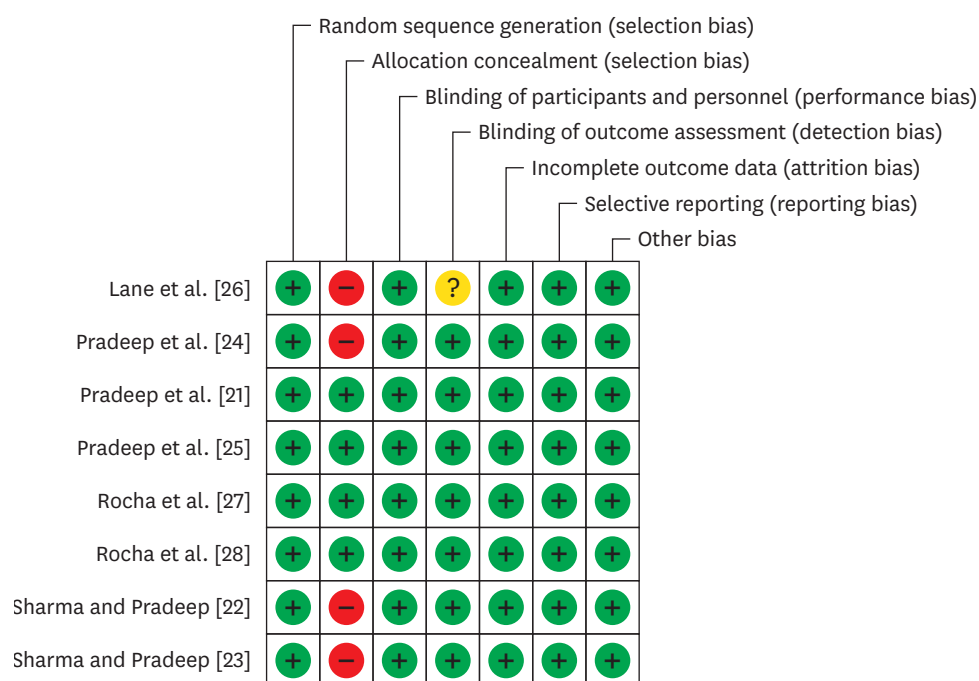 Random sequence generation (selection bias)
Allocation concealment (selection bias)
Blinding of participants and personnel (performance bias)
Blinding of outcome assessment (detection bias)
Incomplete outcome data (attrition bias)
Selective reporting (reporting bias)
Other bias
Lane et al. [26] + − + ? + + +
Pradeep et al. [24] + − + + + + +
Pradeep et al. [21] + + + + + + +
Pradeep et al. [25] + + + + + + +
Rocha et al. [27] + + + + + + +
Rocha et al. [28] + + + + + + +
Sharma and Pradeep [22] + − + + + + +
Sharma and Pradeep [23] + − + + + + +